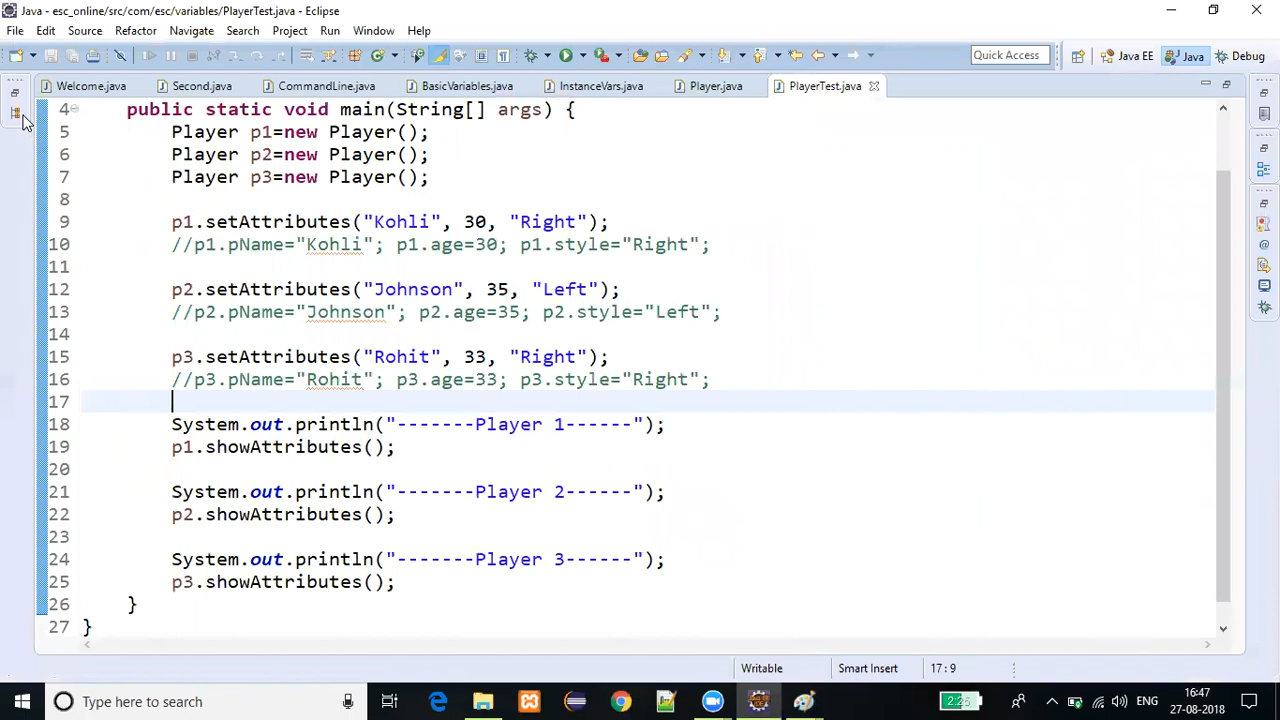 Java - esc_online/src/com/esc/variables/PlayerTest.java - Eclipse
File Edit Source Refactor Navigate Search Project Run Window Help
Quick Access Java EE Java Debug
Welcome.java Second.java CommandLine.java BasicVariables.java InstanceVars.java Player.java PlayerTest.java
4 public static void main(String[] args) {
5 Player p1=new Player();
6 Player p2=new Player();
7 Player p3=new Player();
8
9 p1.setAttributes("Kohli", 30, "Right");
10 //p1.pName="Kohli"; p1.age=30; p1.style="Right";
11
12 p2.setAttributes("Johnson", 35, "Left");
13 //p2.pName="Johnson"; p2.age=35; p2.style="Left";
14
15 p3.setAttributes("Rohit", 33, "Right");
16 //p3.pName="Rohit"; p3.age=33; p3.style="Right";
17
18 System.out.println("-------Player 1------");
19 p1.showAttributes();
20
21 System.out.println("-------Player 2------");
22 p2.showAttributes();
23
24 System.out.println("-------Player 3------");
25 p3.showAttributes();
26 }
27 }
Writable Smart Insert 17 : 9
Type here to search 2:25 ENG 16:47
27-08-2018